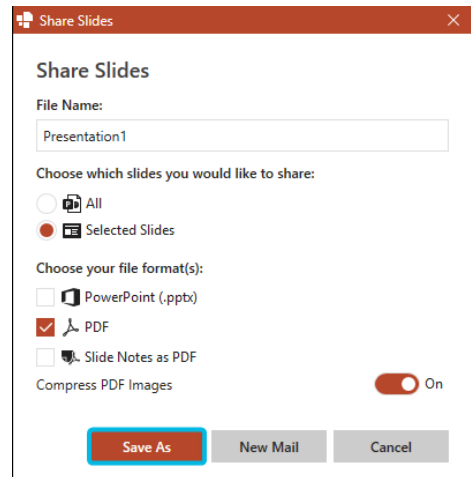 Share Slides
Share Slides
File Name:
Presentation1
Choose which slides you would like to share:
All
Selected Slides
Choose your file format(s):
PowerPoint (.pptx)
PDF
Slide Notes as PDF
Compress PDF Images On
Save As New Mail Cancel